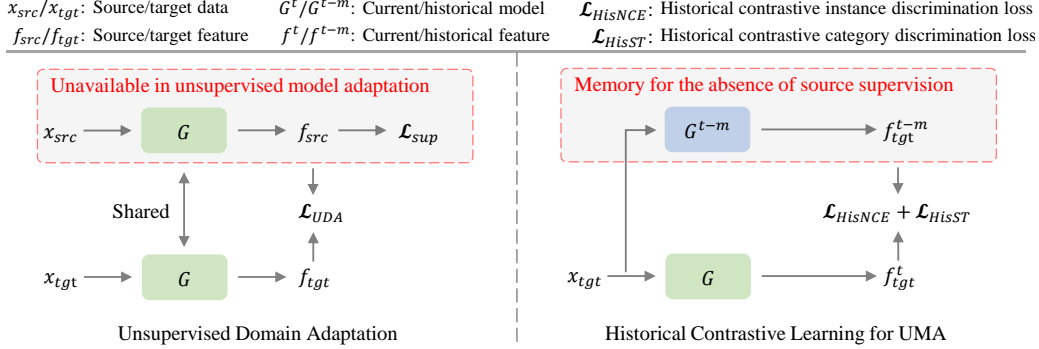 x_src/x_tgt: Source/target data G^t/G^{t−m}: Current/historical model ℒ_HisNCE: Historical contrastive instance discrimination loss
f_src/f_tgt: Source/target feature f^t/f^{t−m}: Current/historical feature ℒ_HisST: Historical contrastive category discrimination loss
Unavailable in unsupervised model adaptation
x_src G f_src ℒ_sup
Shared
ℒ_UDA
x_tgt G f_tgt
Unsupervised Domain Adaptation
Memory for the absence of source supervision
G^{t−m} f_tgt^{t−m}
ℒ_HisNCE + ℒ_HisST
x_tgt G f_tgt^t
Historical Contrastive Learning for UMA